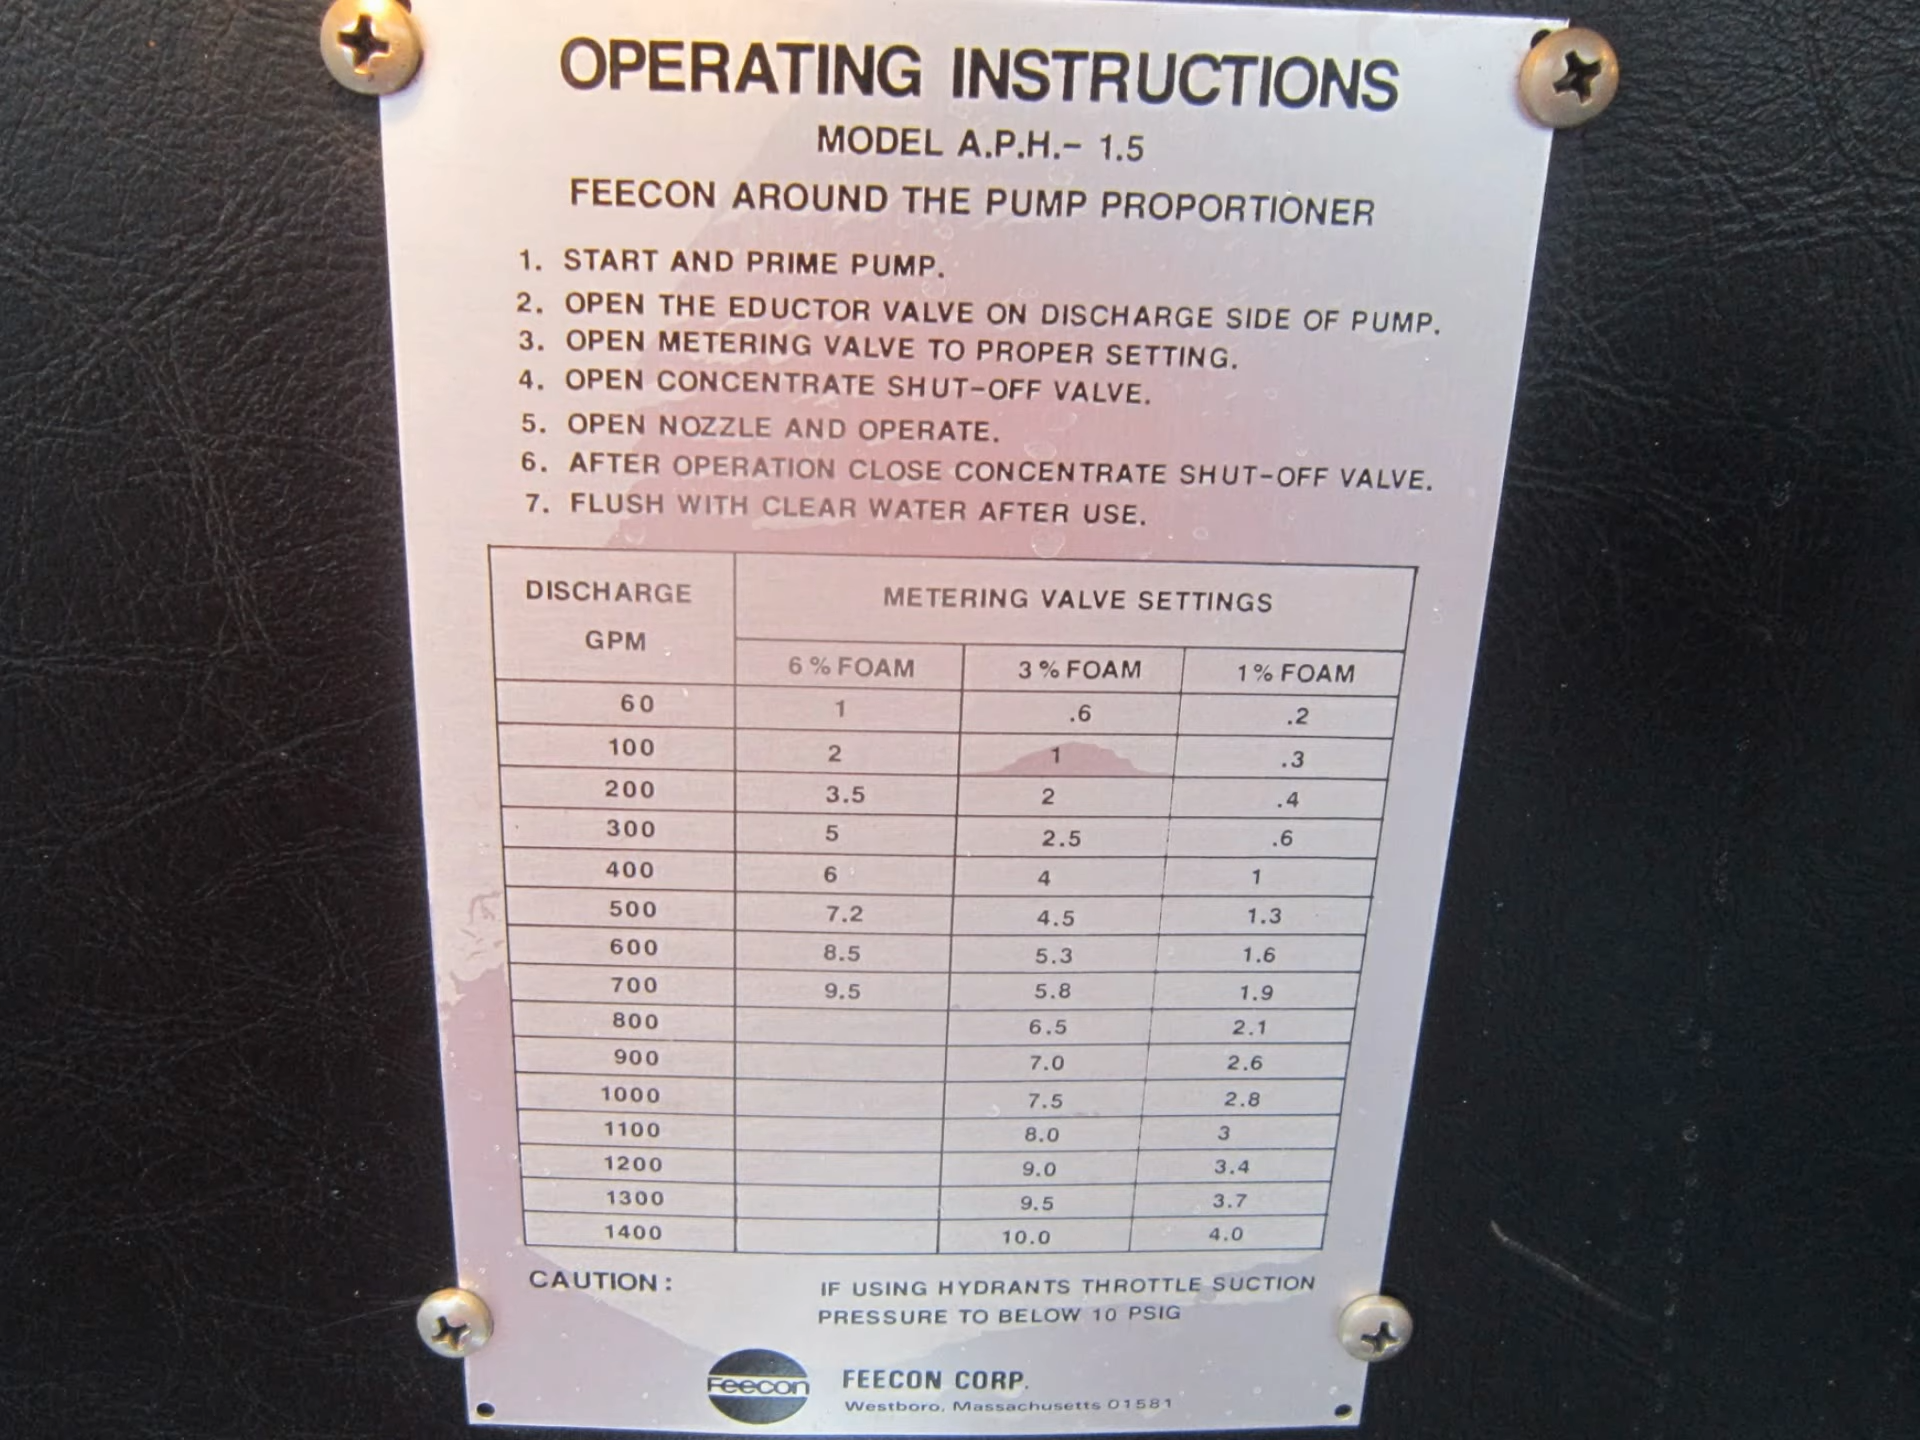 OPERATING INSTRUCTIONS
MODEL A.P.H.- 1.5
FEECON AROUND THE PUMP PROPORTIONER
1. START AND PRIME PUMP.
2. OPEN THE EDUCTOR VALVE ON DISCHARGE SIDE OF PUMP.
3. OPEN METERING VALVE TO PROPER SETTING.
4. OPEN CONCENTRATE SHUT-OFF VALVE.
5. OPEN NOZZLE AND OPERATE.
6. AFTER OPERATION CLOSE CONCENTRATE SHUT-OFF VALVE.
7. FLUSH WITH CLEAR WATER AFTER USE.
DISCHARGE GPM METERING VALVE SETTINGS
6% FOAM 3% FOAM 1% FOAM
60 1 .6 .2
100 2 1 .3
200 3.5 2 .4
300 5 2.5 .6
400 6 4 1
500 7.2 4.5 1.3
600 8.5 5.3 1.6
700 9.5 5.8 1.9
800 6.5 2.1
900 7.0 2.6
1000 7.5 2.8
1100 8.0 3
1200 9.0 3.4
1300 9.5 3.7
1400 10.0 4.0
CAUTION: IF USING HYDRANTS THROTTLE SUCTION
PRESSURE TO BELOW 10 PSIG
Feecon FEECON CORP.
Westboro, Massachusetts 01581